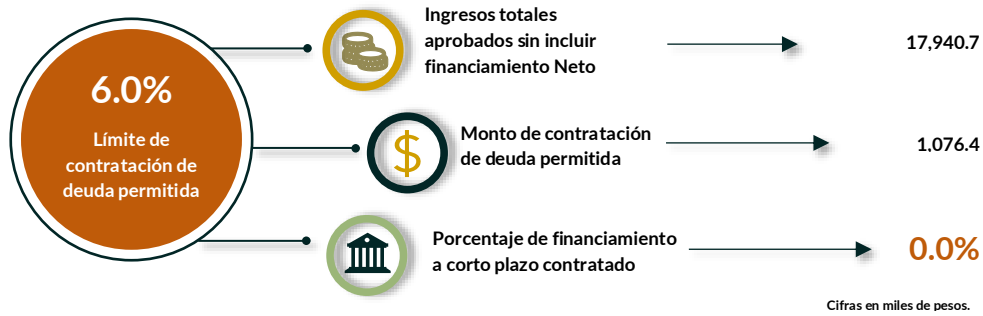 6.0%
Límite de
contratación de
deuda permitida
Ingresos totales
aprobados sin incluir
financiamiento Neto
17,940.7
$
Monto de contratación
de deuda permitida
1,076.4
Porcentaje de financiamiento
a corto plazo contratado
0.0%
Cifras en miles de pesos.